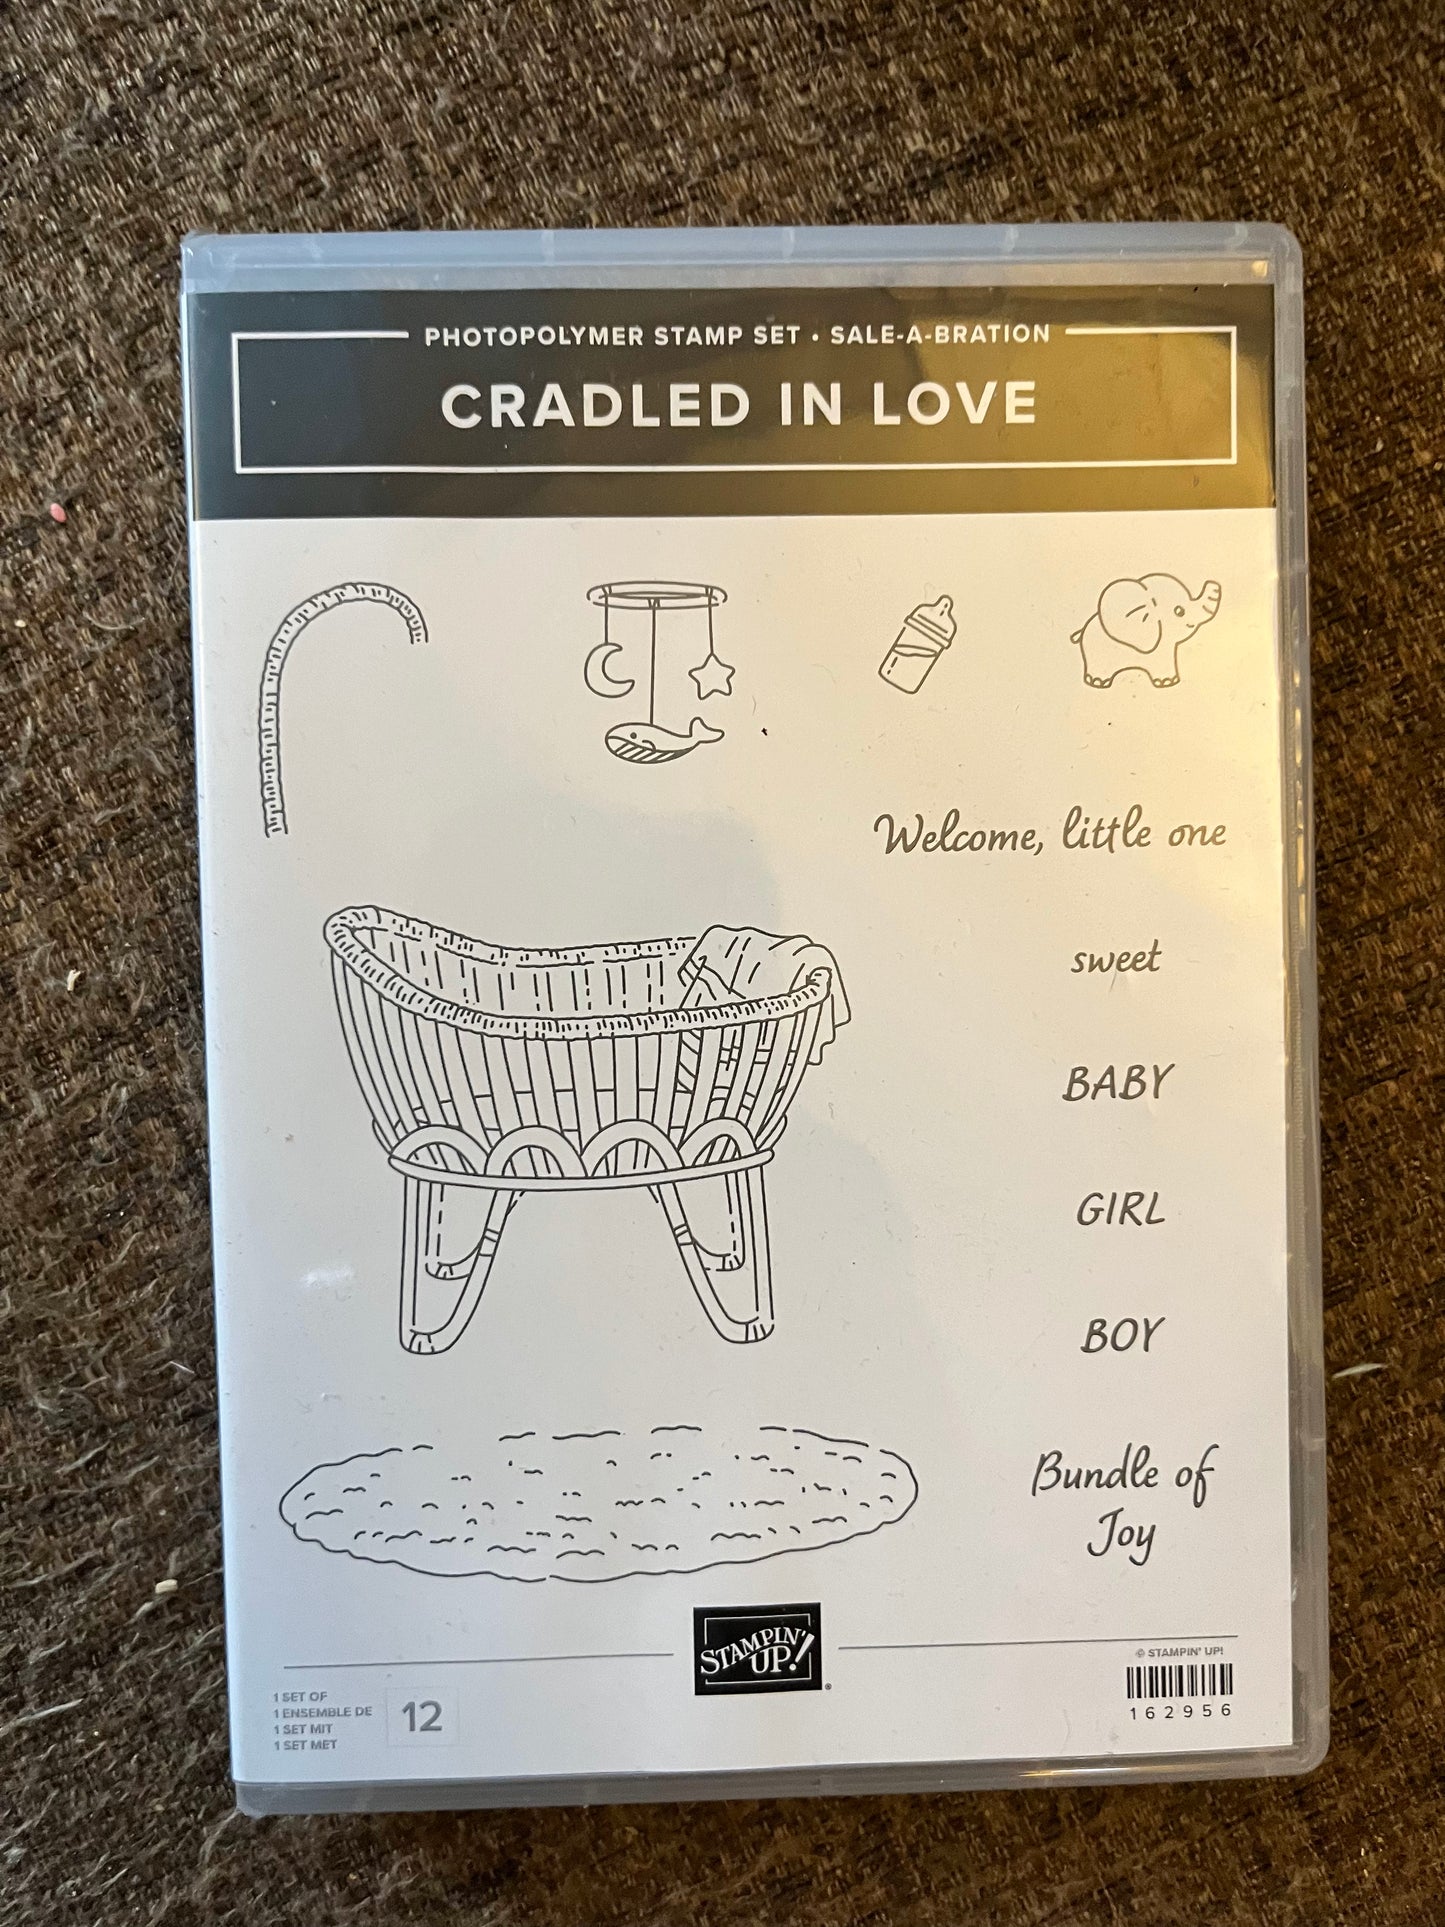 PHOTOPOLYMER STAMP SET • SALE-A-BRATION
CRADLED IN LOVE
Welcome, little one
sweet
BABY
GIRL
BOY
Bundle of
Joy
STAMPIN'
UP!®
1 SET OF
1 ENSEMBLE DE
1 SET MIT
1 SET MET
12
© STAMPIN' UP!
162956